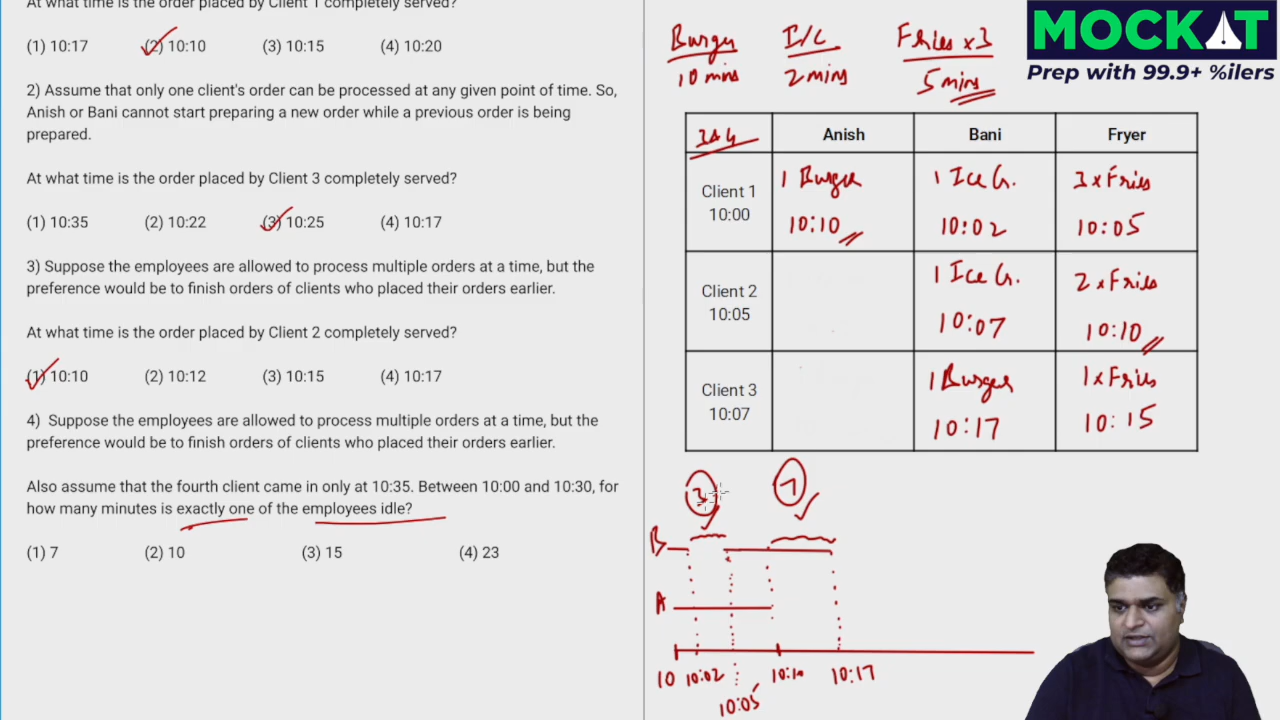 At what time is the order placed by Client 1 completely served?
(1) 10:17 (2) 10:10 (3) 10:15 (4) 10:20
2) Assume that only one client's order can be processed at any given point of time. So,
Anish or Bani cannot start preparing a new order while a previous order is being
prepared.
At what time is the order placed by Client 3 completely served?
(1) 10:35 (2) 10:22 (3) 10:25 (4) 10:17
3) Suppose the employees are allowed to process multiple orders at a time, but the
preference would be to finish orders of clients who placed their orders earlier.
At what time is the order placed by Client 2 completely served?
(1) 10:10 (2) 10:12 (3) 10:15 (4) 10:17
4) Suppose the employees are allowed to process multiple orders at a time, but the
preference would be to finish orders of clients who placed their orders earlier.
Also assume that the fourth client came in only at 10:35. Between 10:00 and 10:30, for
how many minutes is exactly one of the employees idle?
(1) 7 (2) 10 (3) 15 (4) 23
Burger I/C Fries x3
10 mins 2 mins 5 mins
MOCKAT
Prep with 99.9+ %ilers
3&4 Anish Bani Fryer
Client 1 1 Burger 1 Ice Cr. 3 x Fries
10:00 10:10 10:02 10:05
Client 2 1 Ice Cr. 2 x Fries
10:05 10:07 10:10
Client 3 1 Burger 1 x Fries
10:07 10:17 10:15
3 7
B
A
10 10:02 10:10 10:17
10:05